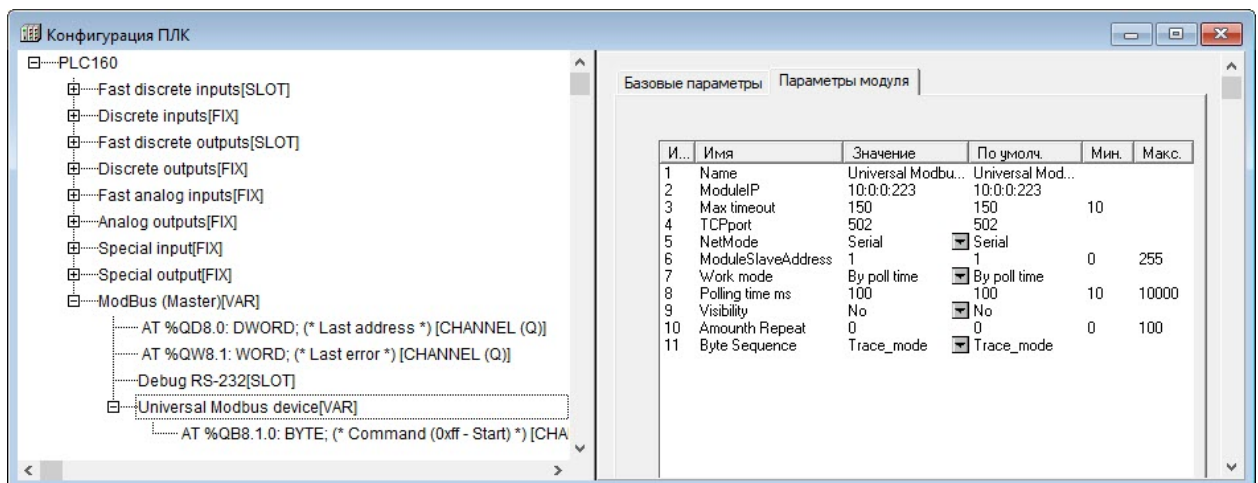 Конфигурация ПЛК
PLC160
Fast discrete inputs[SLOT]
Discrete inputs[FIX]
Fast discrete outputs[SLOT]
Discrete outputs[FIX]
Fast analog inputs[FIX]
Analog outputs[FIX]
Special input[FIX]
Special output[FIX]
ModBus (Master)[VAR]
AT %QD8.0: DWORD; (* Last address *) [CHANNEL (Q)]
AT %QW8.1: WORD; (* Last error *) [CHANNEL (Q)]
Debug RS-232[SLOT]
Universal Modbus device[VAR]
AT %QB8.1.0: BYTE; (* Command (0xff - Start) *) [CHA
Базовые параметры Параметры модуля
И... Имя Значение По умолч. Мин. Макс.
1 Name Universal Modbu... Universal Mod...
2 ModuleIP 10:0:0:223 10:0:0:223
3 Max timeout 150 150 10
4 TCPport 502 502
5 NetMode Serial Serial
6 ModuleSlaveAddress 1 1 0 255
7 Work mode By poll time By poll time
8 Polling time ms 100 100 10 10000
9 Visibility No No
10 Amounth Repeat 0 0 0 100
11 Byte Sequence Trace_mode Trace_mode